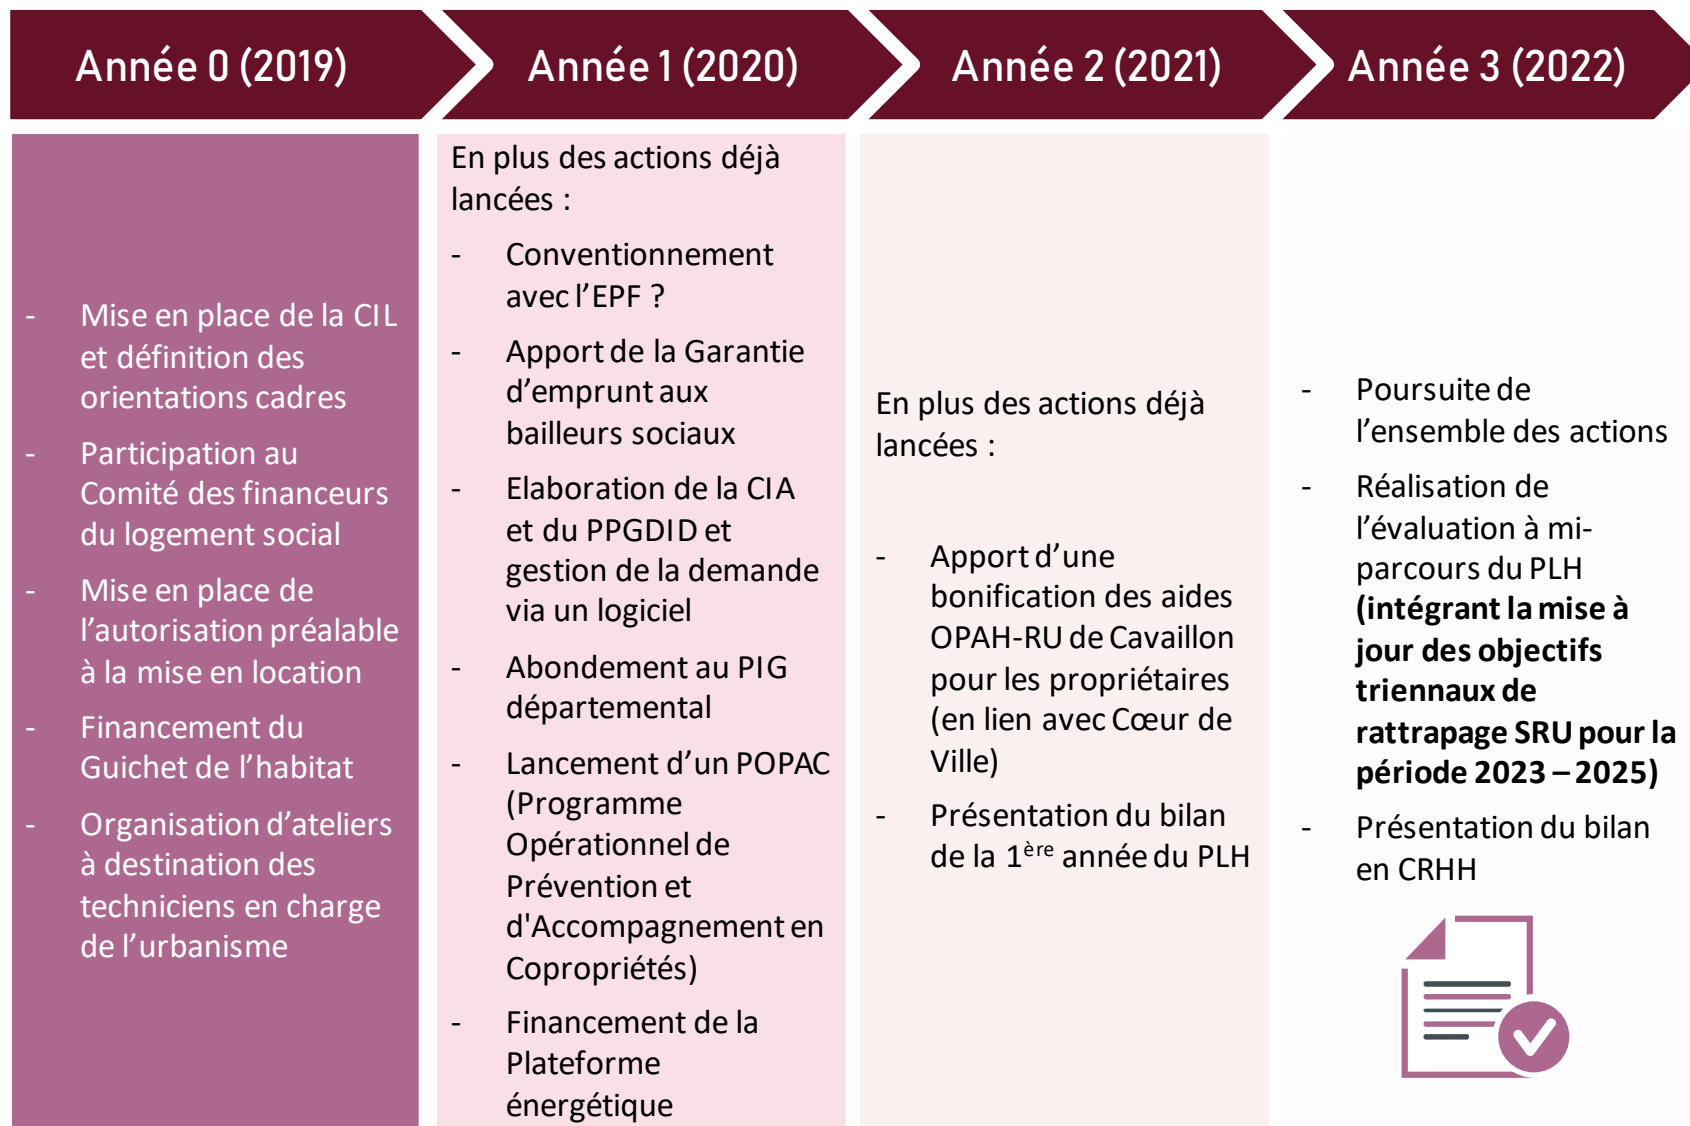 Année 0 (2019)
Année 1 (2020)
Année 2 (2021)
Année 3 (2022)
- Mise en place de la CIL
et définition des
orientations cadres
- Participation au
Comité des financeurs
du logement social
- Mise en place de
l’autorisation préalable
à la mise en location
- Financement du
Guichet de l’habitat
- Organisation d’ateliers
à destination des
techniciens en charge
de l’urbanisme
En plus des actions déjà
lancées :
- Conventionnement
avec l’EPF ?
- Apport de la Garantie
d’emprunt aux
bailleurs sociaux
- Elaboration de la CIA
et du PPGDID et
gestion de la demande
via un logiciel
- Abondement au PIG
départemental
- Lancement d’un POPAC
(Programme
Opérationnel de
Prévention et
d'Accompagnement en
Copropriétés)
- Financement de la
Plateforme
énergétique
En plus des actions déjà
lancées :
- Apport d’une
bonification des aides
OPAH-RU de Cavaillon
pour les propriétaires
(en lien avec Cœur de
Ville)
- Présentation du bilan
de la 1ère année du PLH
- Poursuite de
l’ensemble des actions
- Réalisation de
l’évaluation à mi-
parcours du PLH
(intégrant la mise à
jour des objectifs
triennaux de
rattrapage SRU pour la
période 2023 – 2025)
- Présentation du bilan
en CRHH